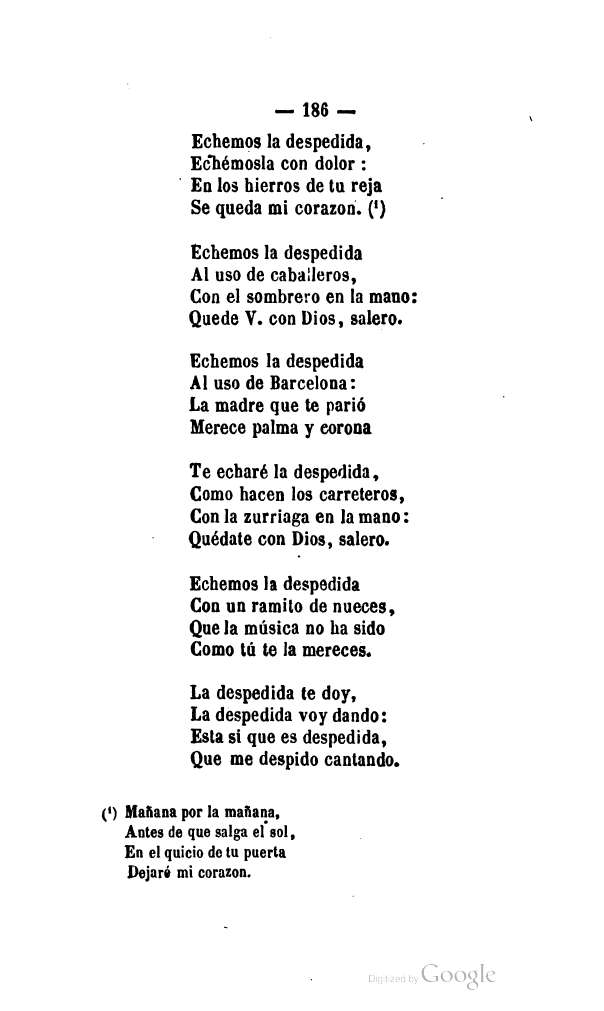 — 186 —
Echemos la despedida,
Echémosla con dolor :
En los hierros de tu reja
Se queda mi corazon. (¹)
Echemos la despedida
Al uso de caballeros,
Con el sombrero en la mano:
Quede V. con Dios, salero.
Echemos la despedida
Al uso de Barcelona:
La madre que te parió
Merece palma y corona
Te echaré la despedida,
Como hacen los carreteros,
Con la zurriaga en la mano:
Quédate con Dios, salero.
Echemos la despedida
Con un ramito de nueces,
Que la música no ha sido
Como tú te la mereces.
La despedida te doy,
La despedida voy dando:
Esta si que es despedida,
Que me despido cantando.
(¹) Mañana por la mañana,
Antes de que salga el sol,
En el quicio de tu puerta
Dejaré mi corazon.
Digitized by Google